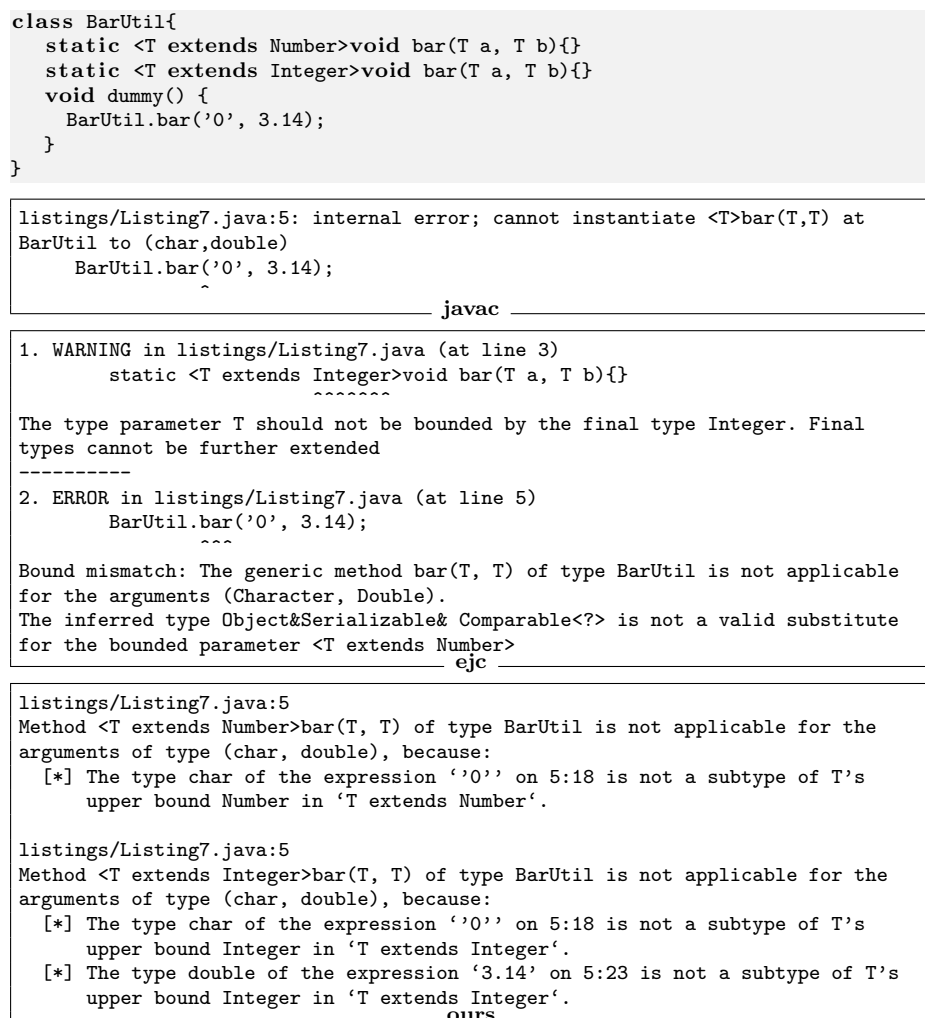 class BarUtil{
static <T extends Number>void bar(T a, T b){}
static <T extends Integer>void bar(T a, T b){}
void dummy() {
BarUtil.bar('0', 3.14);
}
}
listings/Listing7.java:5: internal error; cannot instantiate <T>bar(T,T) at
BarUtil to (char,double)
BarUtil.bar('0', 3.14);
^
javac
1. WARNING in listings/Listing7.java (at line 3)
static <T extends Integer>void bar(T a, T b){}
^^^^^^^
The type parameter T should not be bounded by the final type Integer. Final
types cannot be further extended
----------
2. ERROR in listings/Listing7.java (at line 5)
BarUtil.bar('0', 3.14);
^^^
Bound mismatch: The generic method bar(T, T) of type BarUtil is not applicable
for the arguments (Character, Double).
The inferred type Object&Serializable& Comparable<?> is not a valid substitute
for the bounded parameter <T extends Number>
ejc
listings/Listing7.java:5
Method <T extends Number>bar(T, T) of type BarUtil is not applicable for the
arguments of type (char, double), because:
[*] The type char of the expression ‘'0'’ on 5:18 is not a subtype of T's
upper bound Number in ‘T extends Number‘.
listings/Listing7.java:5
Method <T extends Integer>bar(T, T) of type BarUtil is not applicable for the
arguments of type (char, double), because:
[*] The type char of the expression ‘'0'’ on 5:18 is not a subtype of T's
upper bound Integer in ‘T extends Integer‘.
[*] The type double of the expression ‘3.14’ on 5:23 is not a subtype of T's
upper bound Integer in ‘T extends Integer‘.
ours